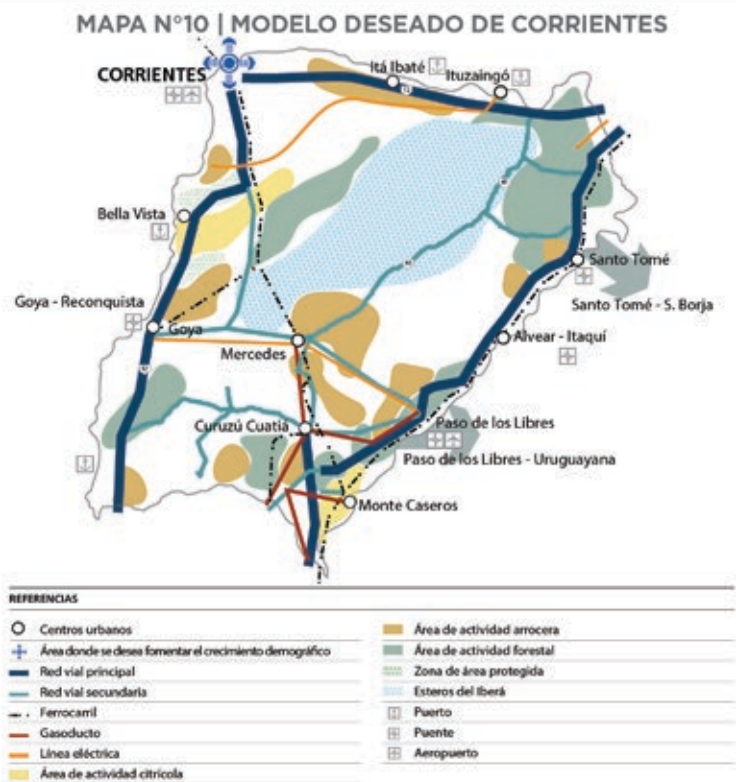 MAPA N°10 | MODELO DESEADO DE CORRIENTES
CORRIENTES
Itá Ibaté
Ituzaingó
Bella Vista
Santo Tomé
Santo Tomé - S. Borja
Goya - Reconquista
Goya
Mercedes
Alvear - Itaquí
Curuzú Cuatiá
Paso de los Libres
Paso de los Libres - Uruguayana
Monte Caseros
REFERENCIAS
Centros urbanos
Área donde se desea fomentar el crecimiento demográfico
Red vial principal
Red vial secundaria
Ferrocarril
Gasoducto
Línea eléctrica
Área de actividad citrícola
Área de actividad arrocera
Área de actividad forestal
Zona de área protegida
Esteros del Iberá
Puerto
Puente
Aeropuerto